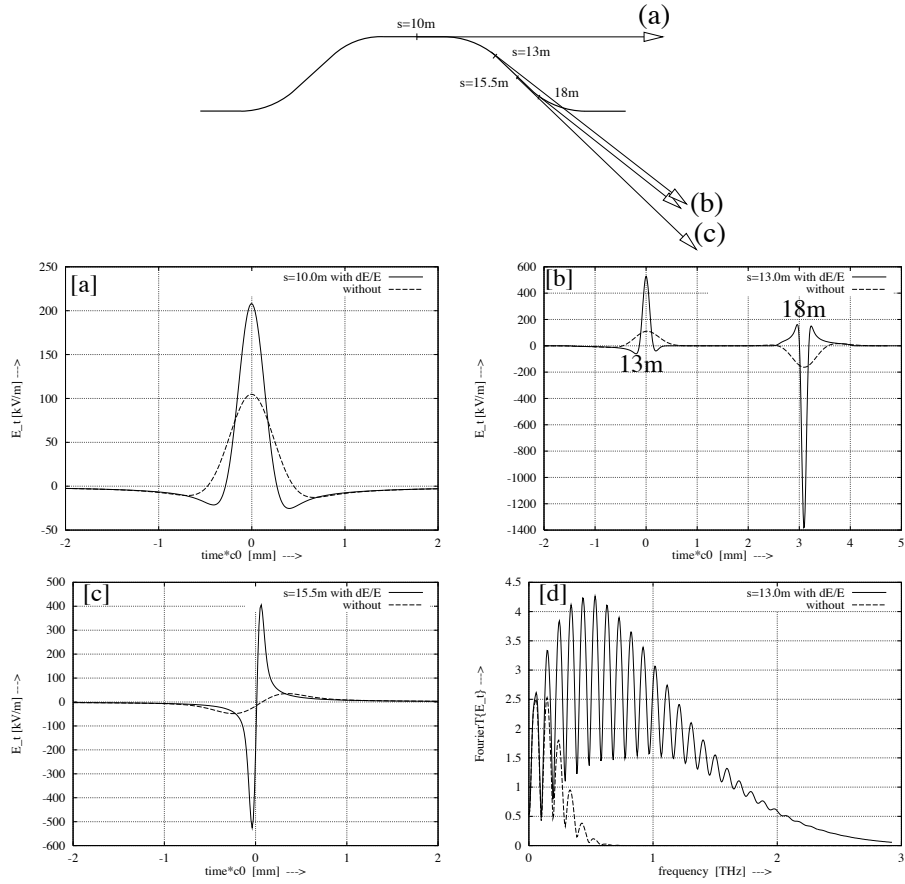 (a)
s=10m
s=13m
s=15.5m
18m
(b)
(c)
[a]
s=10.0m with dE/E
without
250
200
150
100
50
0
-50
E_t [kV/m] --->
-2
-1
0
1
2
time*c0 [mm] --->
[b]
s=13.0m with dE/E
without
18m
13m
600
400
200
0
-200
-400
-600
-800
-1000
-1200
-1400
E_t [kV/m] --->
-2
-1
0
1
2
3
4
5
time*c0 [mm] --->
[c]
s=15.5m with dE/E
without
500
400
300
200
100
0
-100
-200
-300
-400
-500
-600
E_t [kV/m] --->
-2
-1
0
1
2
time*c0 [mm] --->
[d]
s=13.0m with dE/E
without
4.5
4
3.5
3
2.5
2
1.5
1
0.5
0
FourierT{E_t} --->
0
1
2
3
frequency [THz] --->